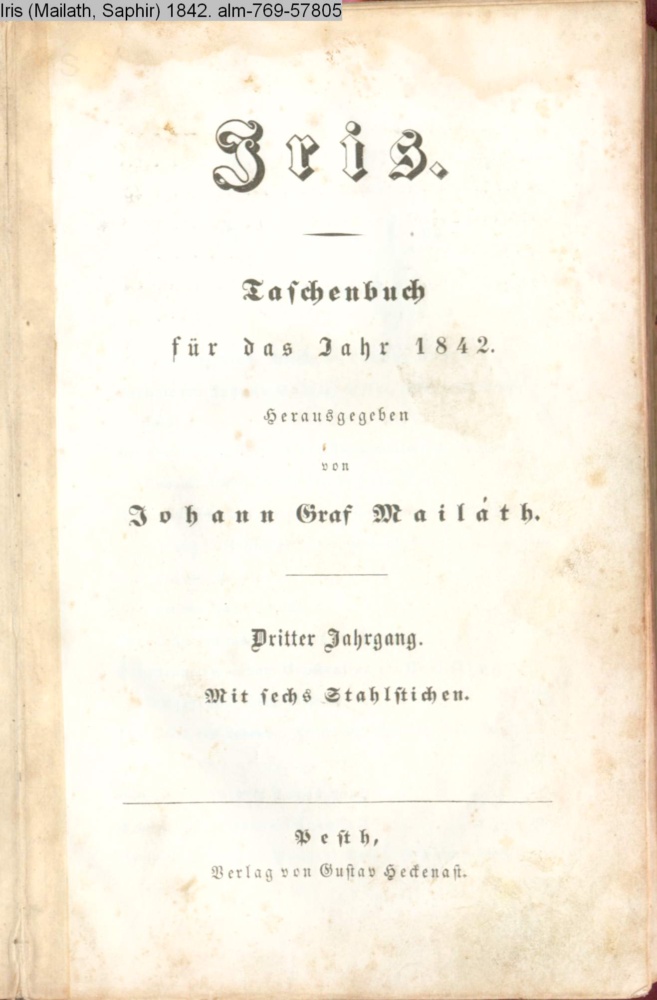 Iris (Mailath, Saphir) 1842. alm-769-57805
Iris.
Taschenbuch
für das Jahr 1842.
Herausgegeben
von
Johann Graf Mailáth.
Dritter Jahrgang.
Mit sechs Stahlstichen.
Pesth,
Verlag von Gustav Heckenast.